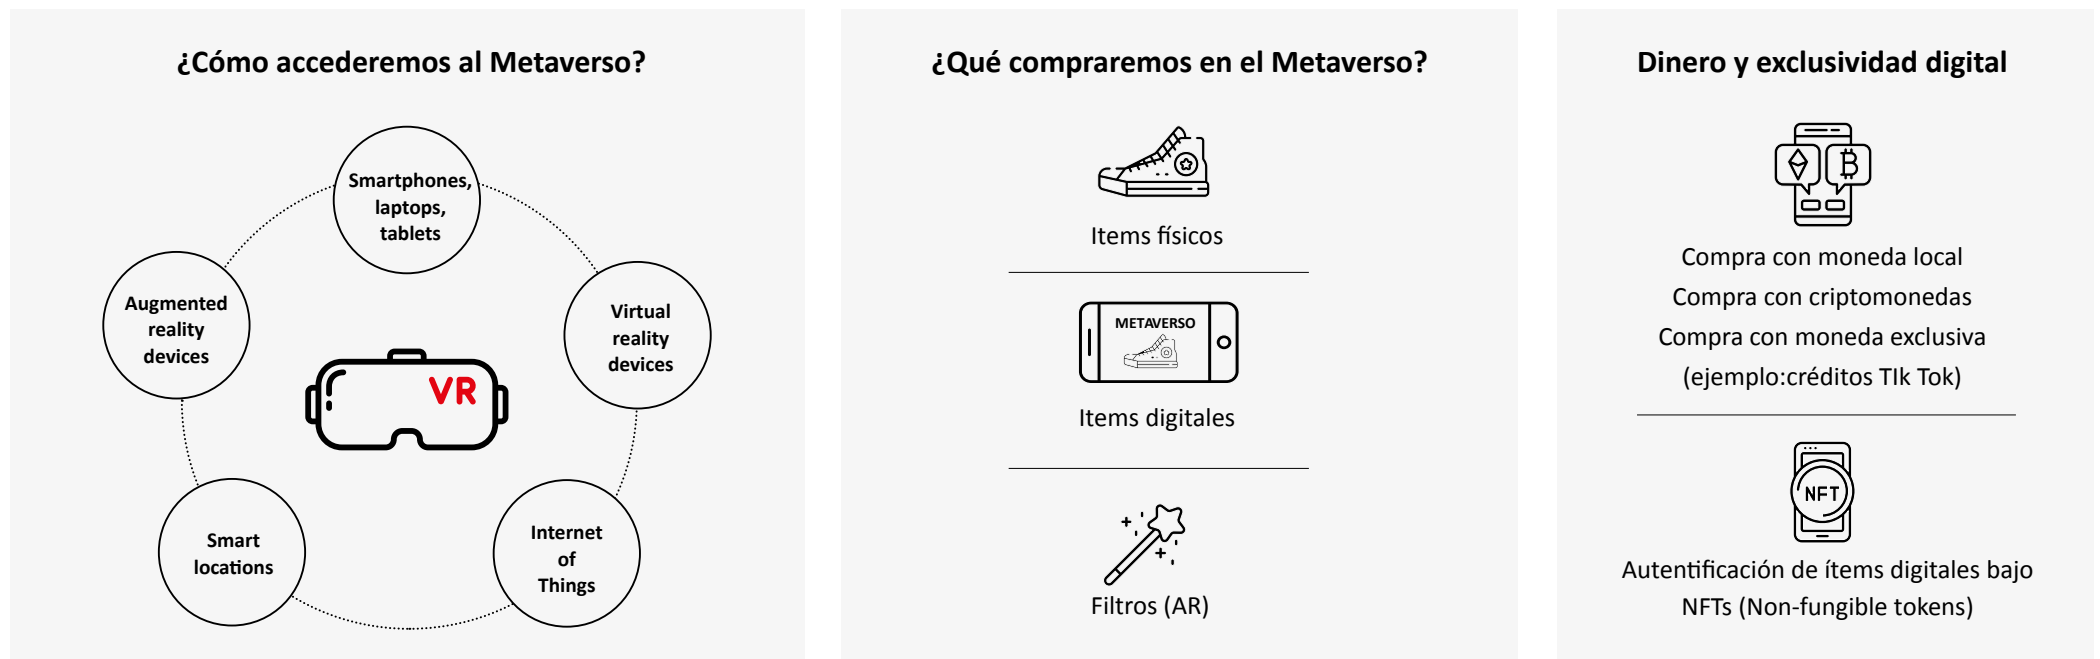 ¿Cómo accederemos al Metaverso?
Smartphones,
laptops,
tablets
Augmented
reality
devices
Virtual
reality
devices
VR
Smart
locations
Internet
of
Things
¿Qué compraremos en el Metaverso?
Items físicos
METAVERSO
Items digitales
Filtros (AR)
Dinero y exclusividad digital
Compra con moneda local
Compra con criptomonedas
Compra con moneda exclusiva
(ejemplo:créditos TIk Tok)
NFT
Autentificación de ítems digitales bajo
NFTs (Non-fungible tokens)